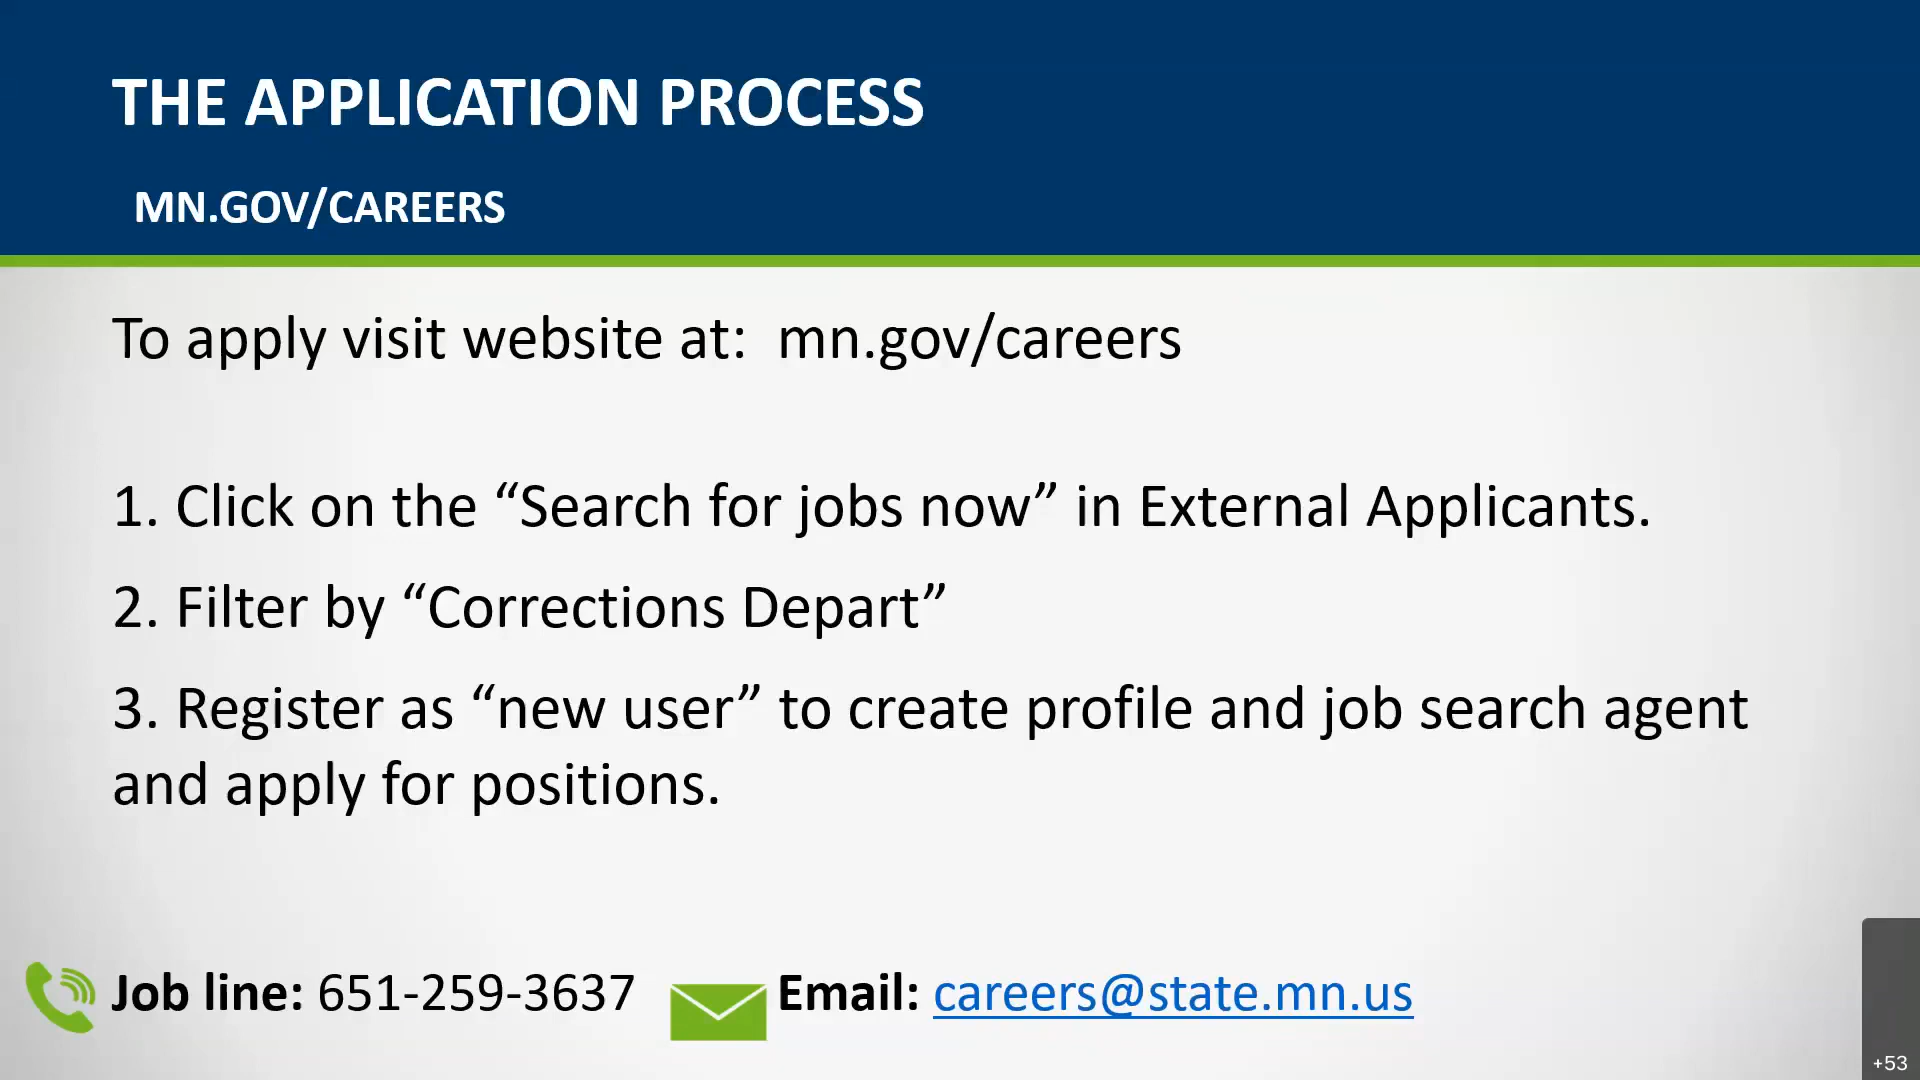 THE APPLICATION PROCESS
MN.GOV/CAREERS
To apply visit website at:  mn.gov/careers
1. Click on the “Search for jobs now” in External Applicants.
2. Filter by “Corrections Depart”
3. Register as “new user” to create profile and job search agent
and apply for positions.
Job line: 651-259-3637 Email: careers@state.mn.us
+53